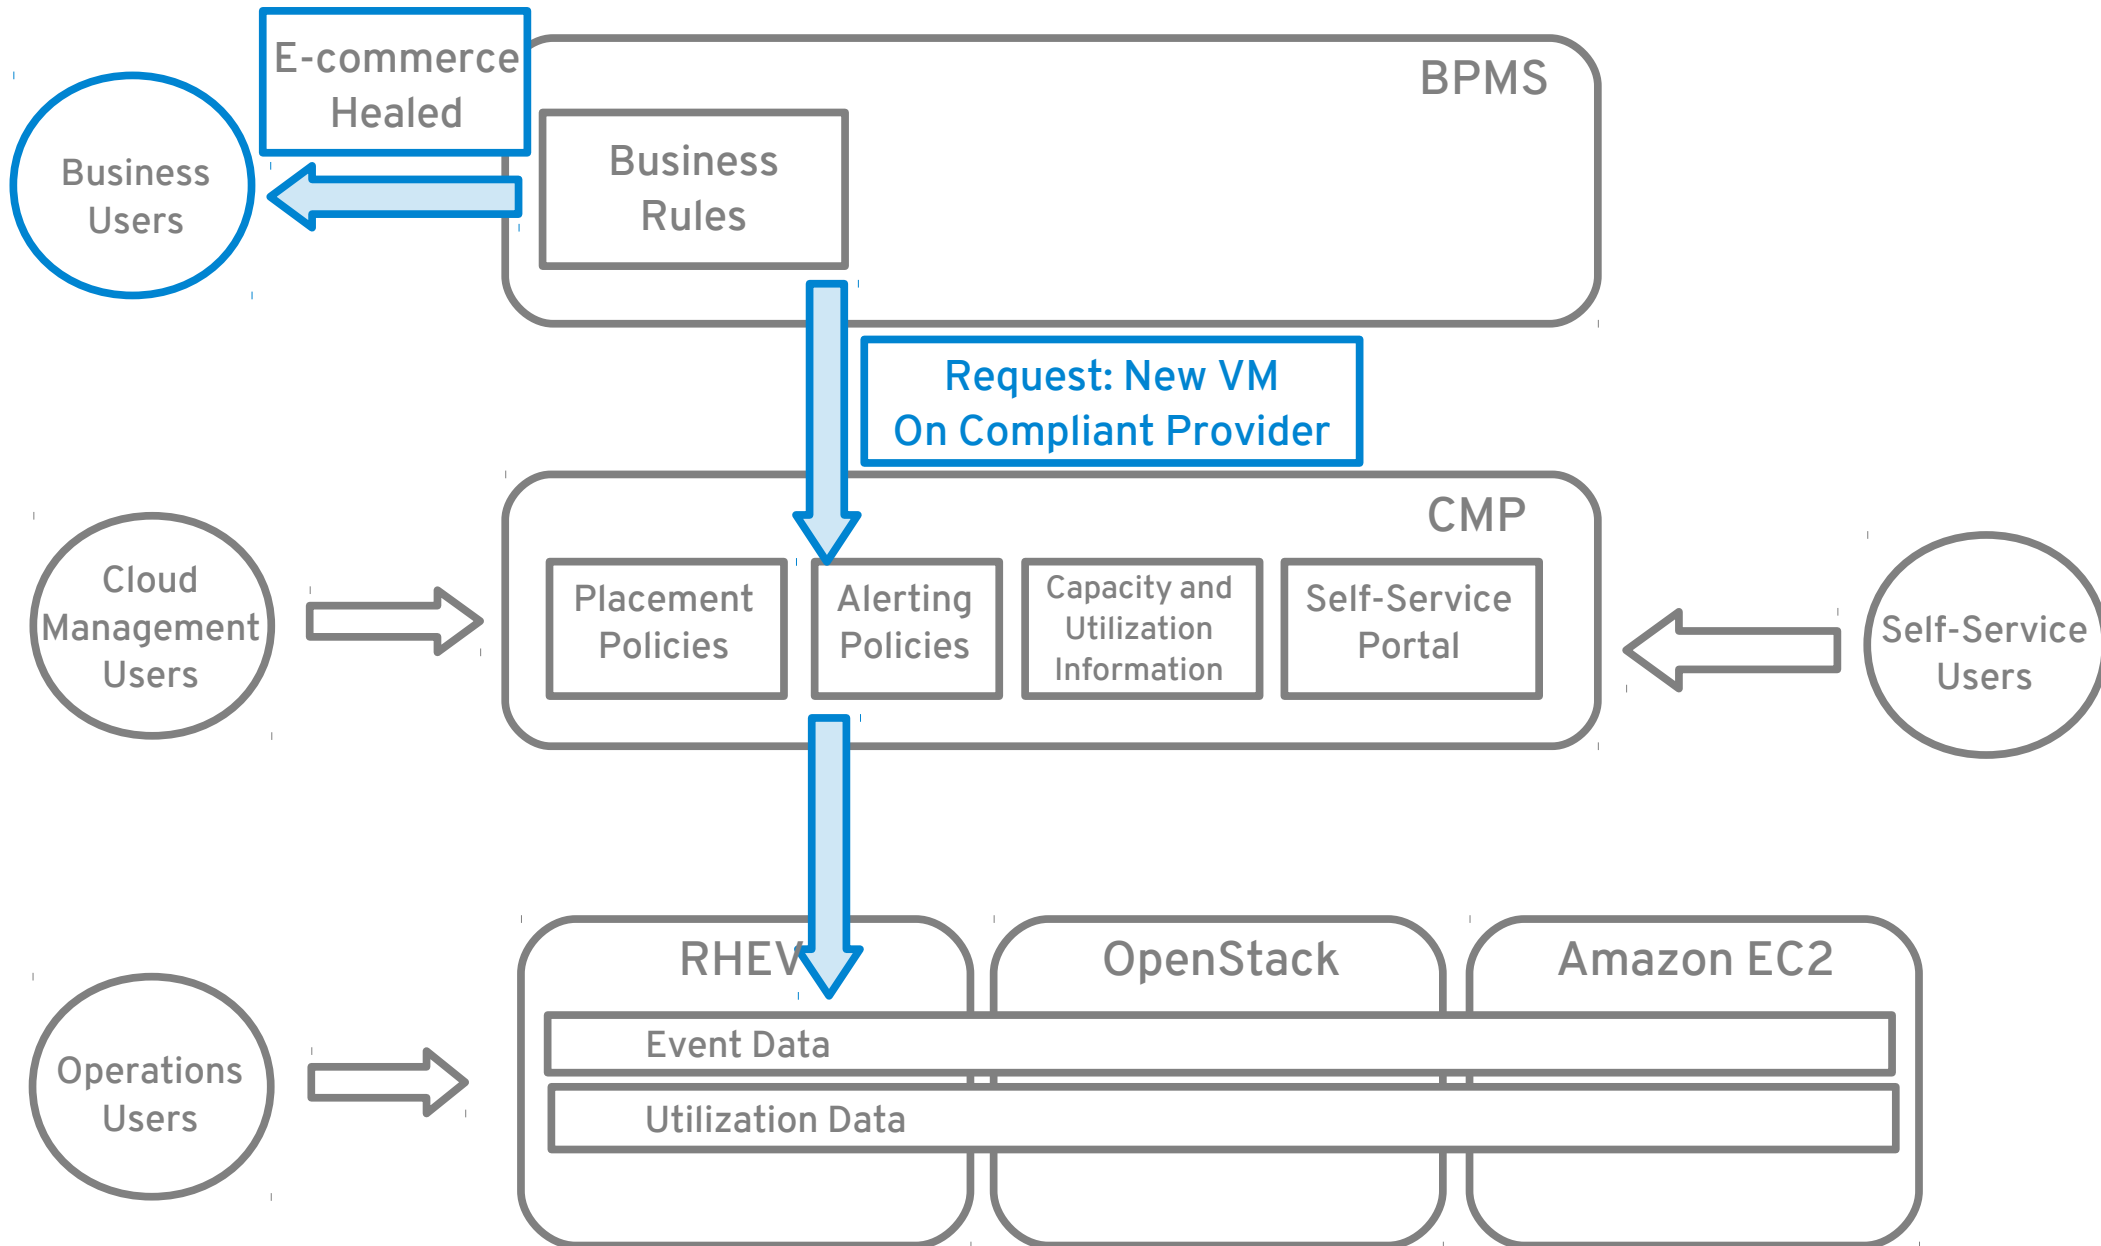 E-commerce
Healed
BPMS
Business
Users
Business
Rules
Request: New VM
On Compliant Provider
CMP
Cloud
Management
Users
Placement
Policies
Alerting
Policies
Capacity and
Utilization
Information
Self-Service
Portal
Self-Service
Users
RHEV
OpenStack
Amazon EC2
Event Data
Operations
Users
Utilization Data